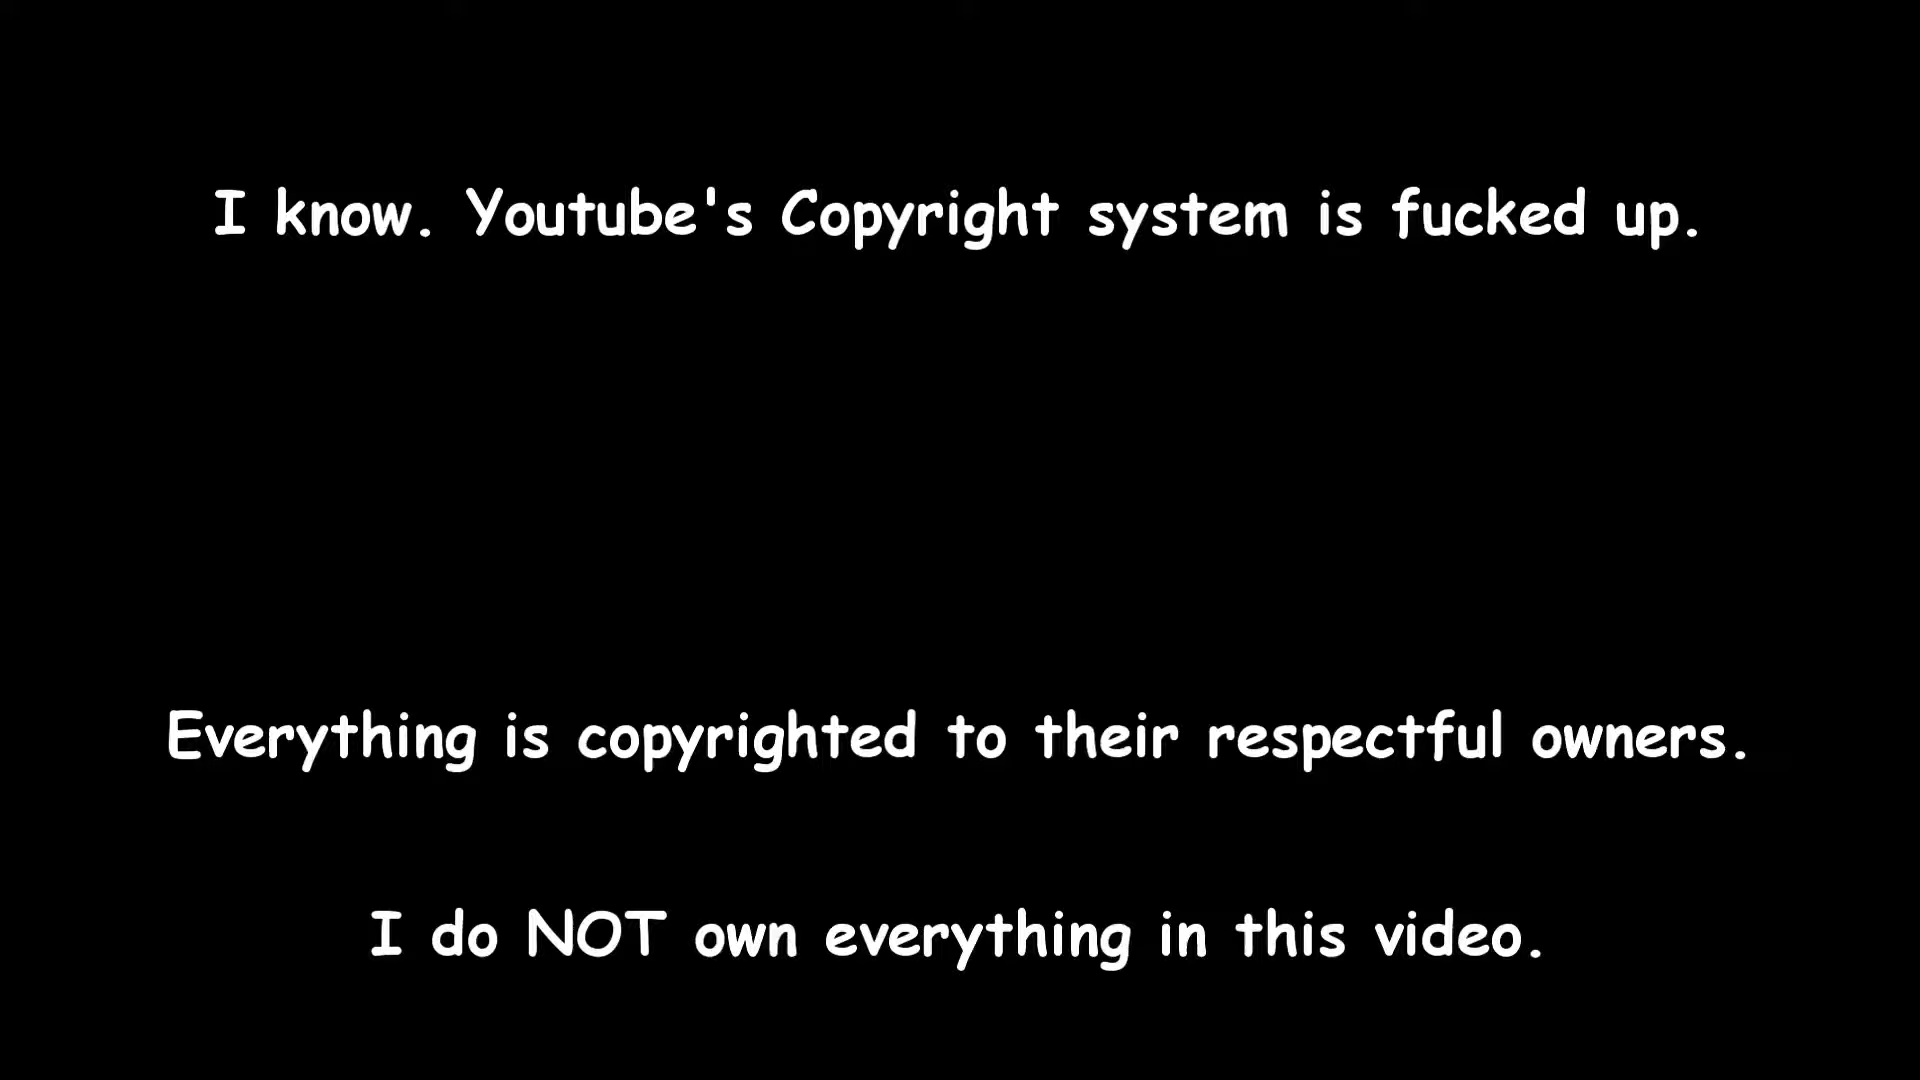 I know. Youtube's Copyright system is fucked up.
Everything is copyrighted to their respectful owners.
I do NOT own everything in this video.